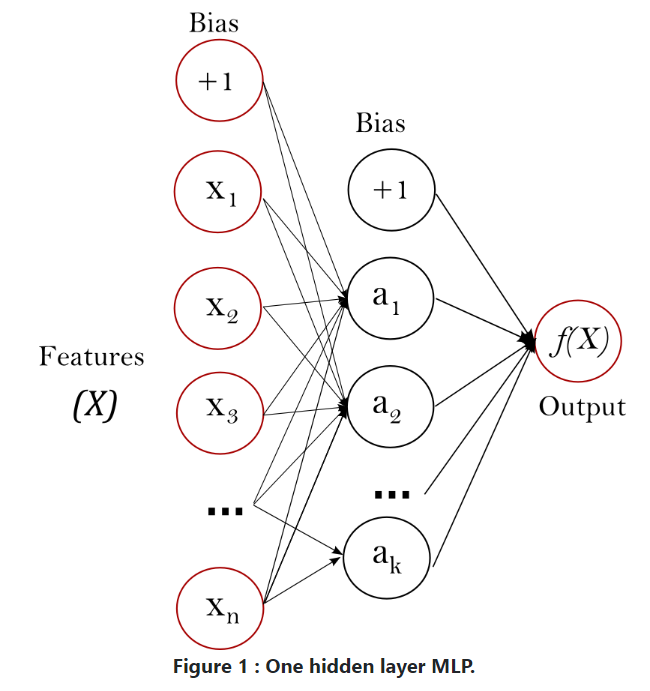 Bias
+1
x₁
x₂
x₃
...
xₙ
Features
(X)
Bias
+1
a₁
a₂
...
aₖ
f(X)
Output
Figure 1 : One hidden layer MLP.